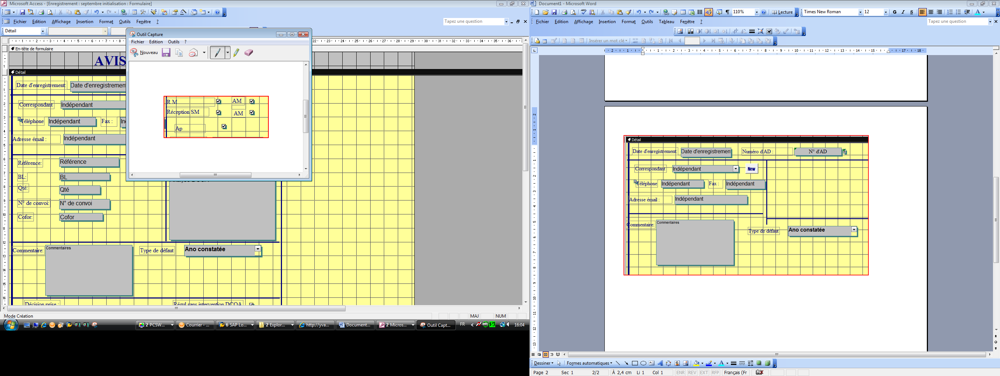 Microsoft Access - [Enregistrement : septembre initialisation : Formulaire]
Fichier Edition Affichage Insertion Format Outils Fenêtre ?
Tapez une question
Détail
En-tête de formulaire
AVIS
Détail
Date d'enregistrement: Date d'enregistrement
Correspondant Indépendant
Téléphone Indépendant Fax :
Adresse émail : Indépendant
Référence: Référence
BL: BL
Qté: Qté
N° de convoi: N° de convoi
Cofor: Cofor
Commentaire: Commentaires Type de défaut Ano constatée
Décision prise : Régul sans intervention DCOA
Mode Création
MAJ NUM
Outil Capture
Fichier Edition Outils ?
Nouveau
R M AM
Réception SM AM
Ap
2 PCSW... Courrier - ... 6 SAP Lo... 2 Explor... http://yva... Document... 2 Micros... Outil Capt... FR 16:04
Document1 - Microsoft Word
110% Lecture Times New Roman 12 G I S
Fichier Edition Affichage Insertion Format Outils Tableau Fenêtre ?
Tapez une question
Insérer un mot clé
Détail
Date d'enregistrement: Date d'enregistremen Numéro d'AD : N° d'AD
Correspondant Indépendant New
Téléphone Indépendant Fax : Indépendant
Adresse émail : Indépendant
Commentaire: Commentaires Type de défaut Ano constatée
Dessiner Formes automatiques
Page 2 Sec 1 2/2 À 2,4 cm Li 1 Col 1 ENR REV EXT RFP Français (Fr